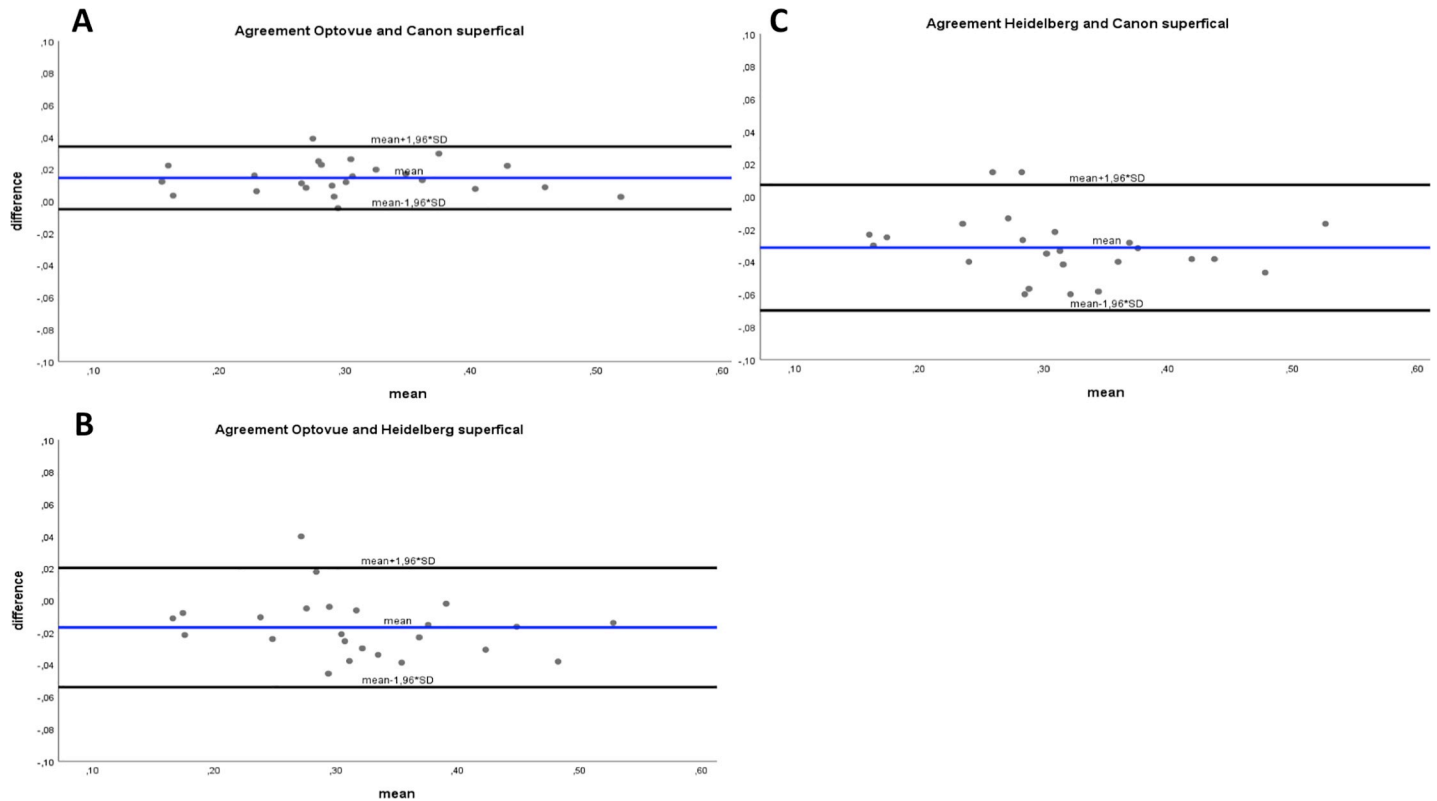 A
Agreement Optovue and Canon superfical
,10
,08
,06
,04
,02
,00
-,02
-,04
-,06
-,08
-,10
difference
mean+1,96*SD
mean
mean-1,96*SD
,10 ,20 ,30 ,40 ,50 ,60
mean
C
Agreement Heidelberg and Canon superfical
,10
,08
,06
,04
,02
,00
-,02
-,04
-,06
-,08
-,10
mean+1,96*SD
mean
mean-1,96*SD
,10 ,20 ,30 ,40 ,50 ,60
mean
B
Agreement Optovue and Heidelberg superfical
,10
,08
,06
,04
,02
,00
-,02
-,04
-,06
-,08
-,10
difference
mean+1,96*SD
mean
mean-1,96*SD
,10 ,20 ,30 ,40 ,50 ,60
mean